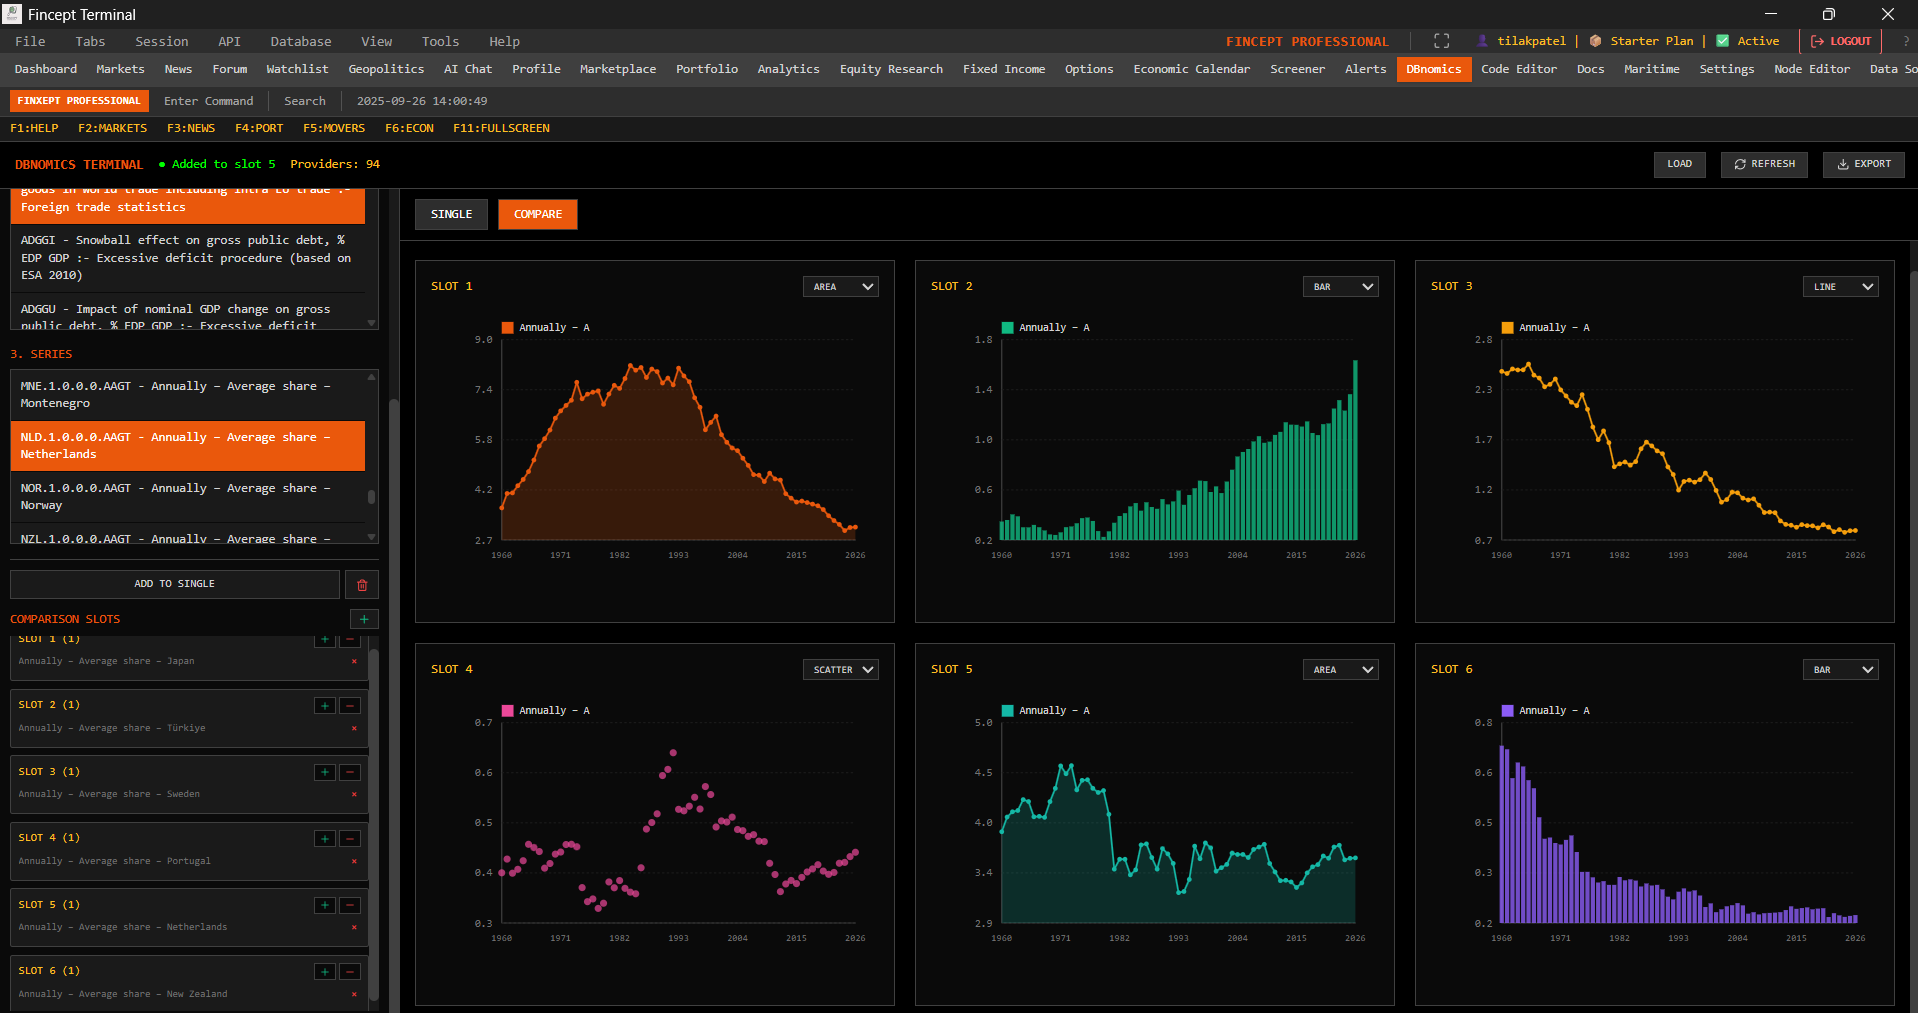 Fincept Terminal
File Tabs Session API Database View Tools Help
FINCEPT PROFESSIONAL tilakpatel | Starter Plan | Active LOGOUT ?
Dashboard Markets News Forum Watchlist Geopolitics AI Chat Profile Marketplace Portfolio Analytics Equity Research Fixed Income Options Economic Calendar Screener Alerts DBnomics Code Editor Docs Maritime Settings Node Editor Data So
FINXEPT PROFESSIONAL Enter Command Search 2025-09-26 14:00:49
F1:HELP F2:MARKETS F3:NEWS F4:PORT F5:MOVERS F6:ECON F11:FULLSCREEN
DBNOMICS TERMINAL ● Added to slot 5 Providers: 94
LOAD REFRESH EXPORT
goods in world trade including intra EU trade :-
Foreign trade statistics
ADGGI - Snowball effect on gross public debt, %
EDP GDP :- Excessive deficit procedure (based on
ESA 2010)
ADGGU - Impact of nominal GDP change on gross
public debt, % EDP GDP :- Excessive deficit
3. SERIES
MNE.1.0.0.0.AAGT - Annually – Average share –
Montenegro
NLD.1.0.0.0.AAGT - Annually – Average share –
Netherlands
NOR.1.0.0.0.AAGT - Annually – Average share –
Norway
NZL.1.0.0.0.AAGT - Annually – Average share –
ADD TO SINGLE
COMPARISON SLOTS +
SLOT 1 (1) + −
Annually – Average share – Japan ×
SLOT 2 (1) + −
Annually – Average share – Türkiye ×
SLOT 3 (1) + −
Annually – Average share – Sweden ×
SLOT 4 (1) + −
Annually – Average share – Portugal ×
SLOT 5 (1) + −
Annually – Average share – Netherlands ×
SLOT 6 (1) + −
Annually – Average share – New Zealand ×
SINGLE COMPARE
SLOT 1 AREA
Annually – A
9.0
7.4
5.8
4.2
2.7
1960 1971 1982 1993 2004 2015 2026
SLOT 2 BAR
Annually – A
1.8
1.4
1.0
0.6
0.2
1960 1971 1982 1993 2004 2015 2026
SLOT 3 LINE
Annually – A
2.8
2.3
1.7
1.2
0.7
1960 1971 1982 1993 2004 2015 2026
SLOT 4 SCATTER
Annually – A
0.7
0.6
0.5
0.4
0.3
1960 1971 1982 1993 2004 2015 2026
SLOT 5 AREA
Annually – A
5.0
4.5
4.0
3.4
2.9
1960 1971 1982 1993 2004 2015 2026
SLOT 6 BAR
Annually – A
0.8
0.6
0.5
0.3
0.2
1960 1971 1982 1993 2004 2015 2026